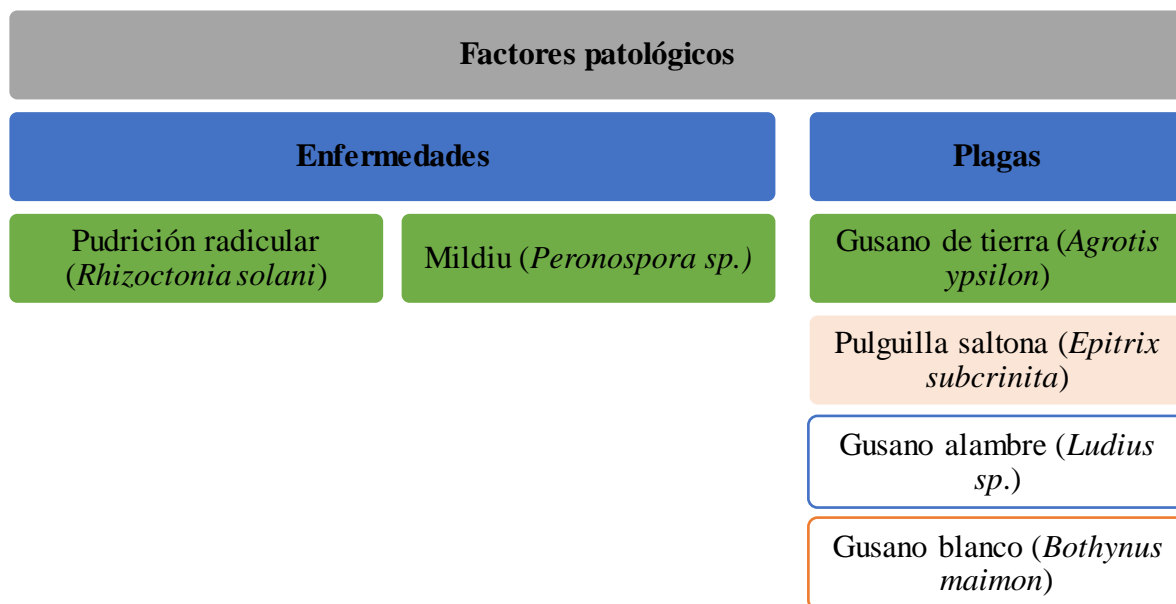 Factores patológicos
Enfermedades
Plagas
Pudrición radicular
(Rhizoctonia solani)
Mildiu (Peronospora sp.)
Gusano de tierra (Agrotis
ypsilon)
Pulguilla saltona (Epitrix
subcrinita)
Gusano alambre (Ludius
sp.)
Gusano blanco (Bothynus
maimon)